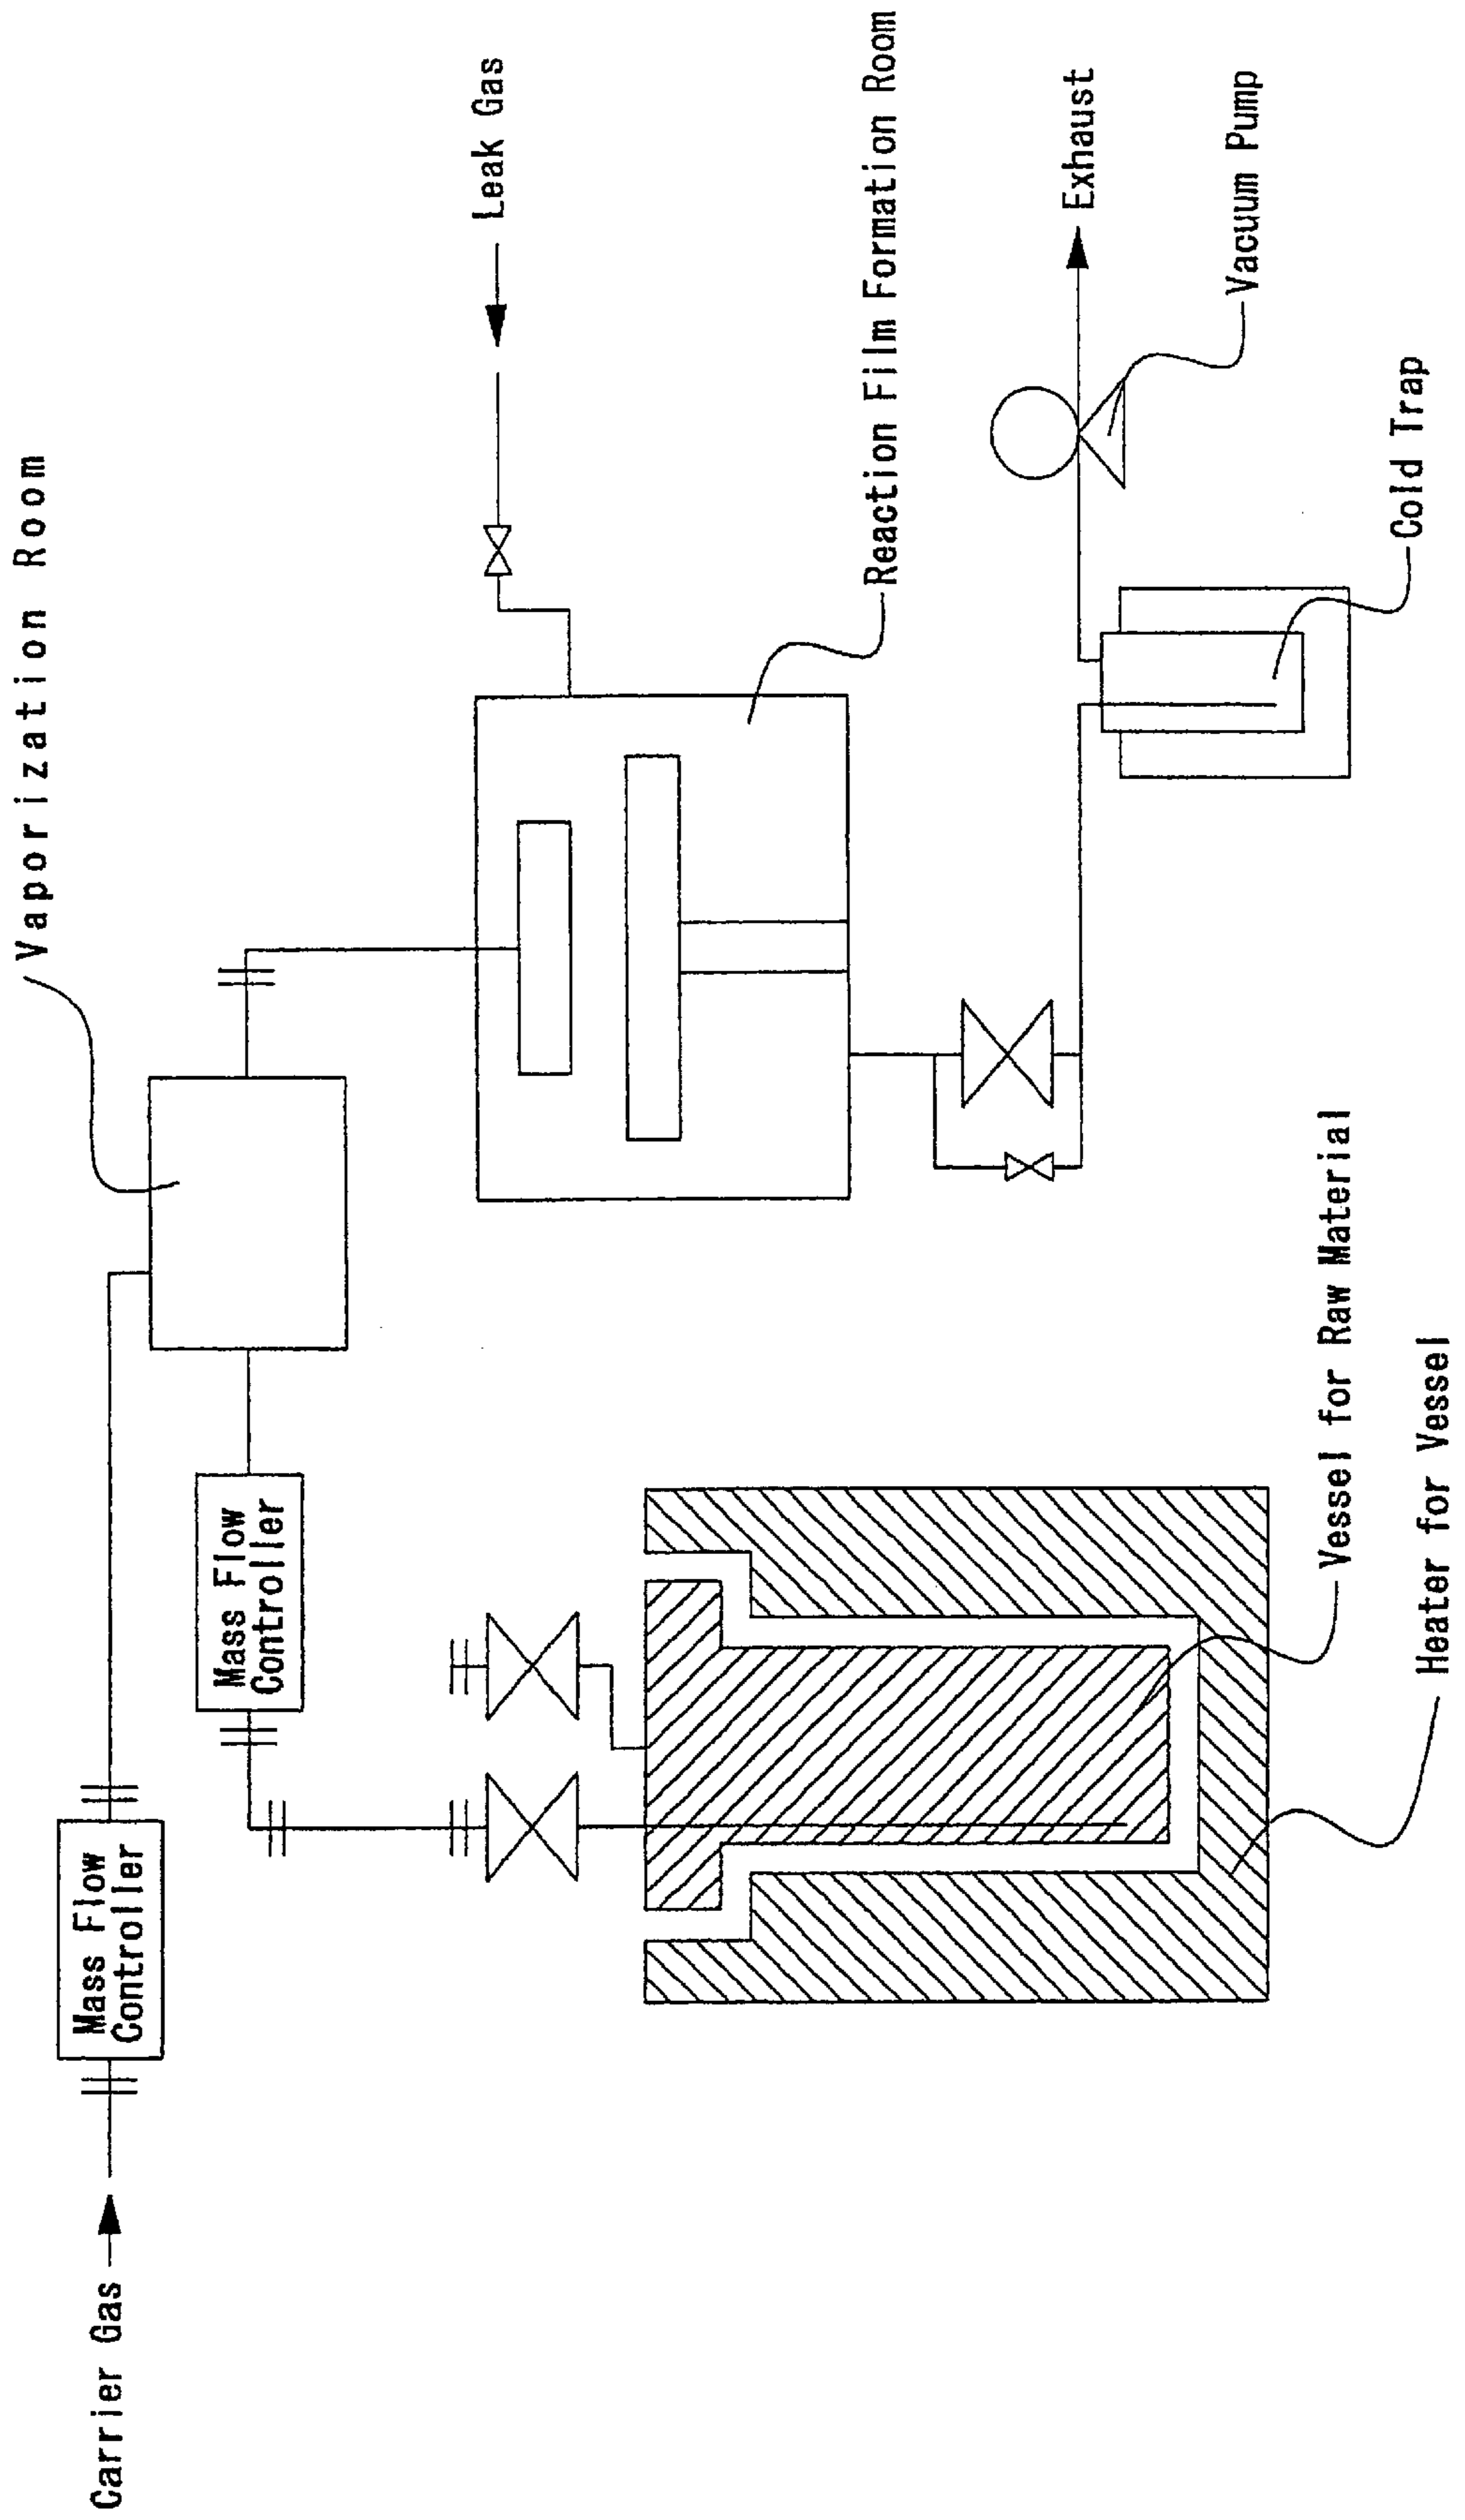 Carrier Gas
Mass Flow
Controller
Mass Flow
Controller
Vaporization Room
Leak Gas
Reaction Film Formation Room
Exhaust
Vacuum Pump
Cold Trap
Vessel for Raw Material
Heater for Vessel